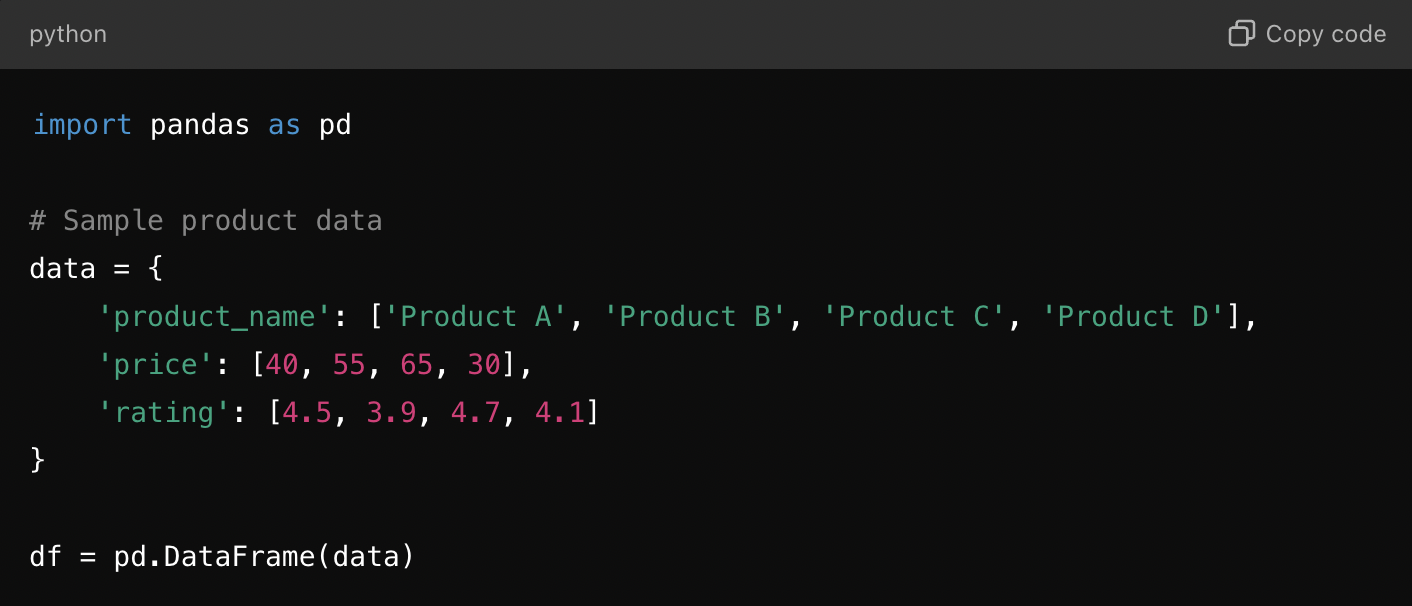 python
Copy code
import pandas as pd
# Sample product data
data = {
    'product_name': ['Product A', 'Product B', 'Product C', 'Product D'],
    'price': [40, 55, 65, 30],
    'rating': [4.5, 3.9, 4.7, 4.1]
}
df = pd.DataFrame(data)